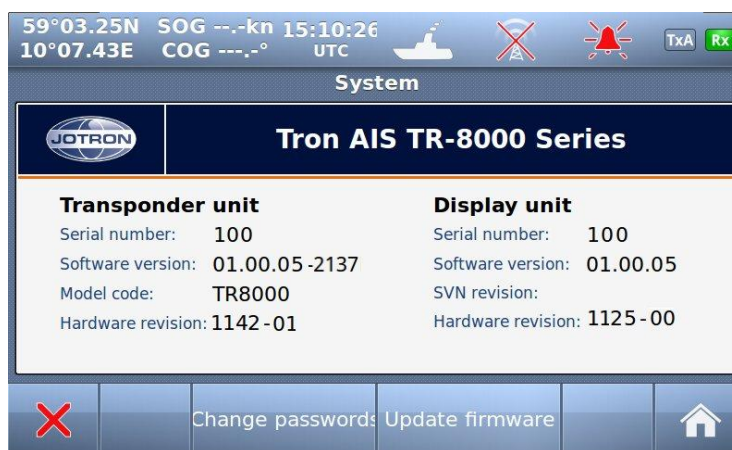 59°03.25N SOG --.-kn 15:10:26
10°07.43E COG ---.-° UTC
TxA Rx
System
JOTRON
Tron AIS TR-8000 Series
Transponder unit
Serial number: 100
Software version: 01.00.05-2137
Model code: TR8000
Hardware revision: 1142-01
Display unit
Serial number: 100
Software version: 01.00.05
SVN revision:
Hardware revision: 1125-00
Change passwords Update firmware